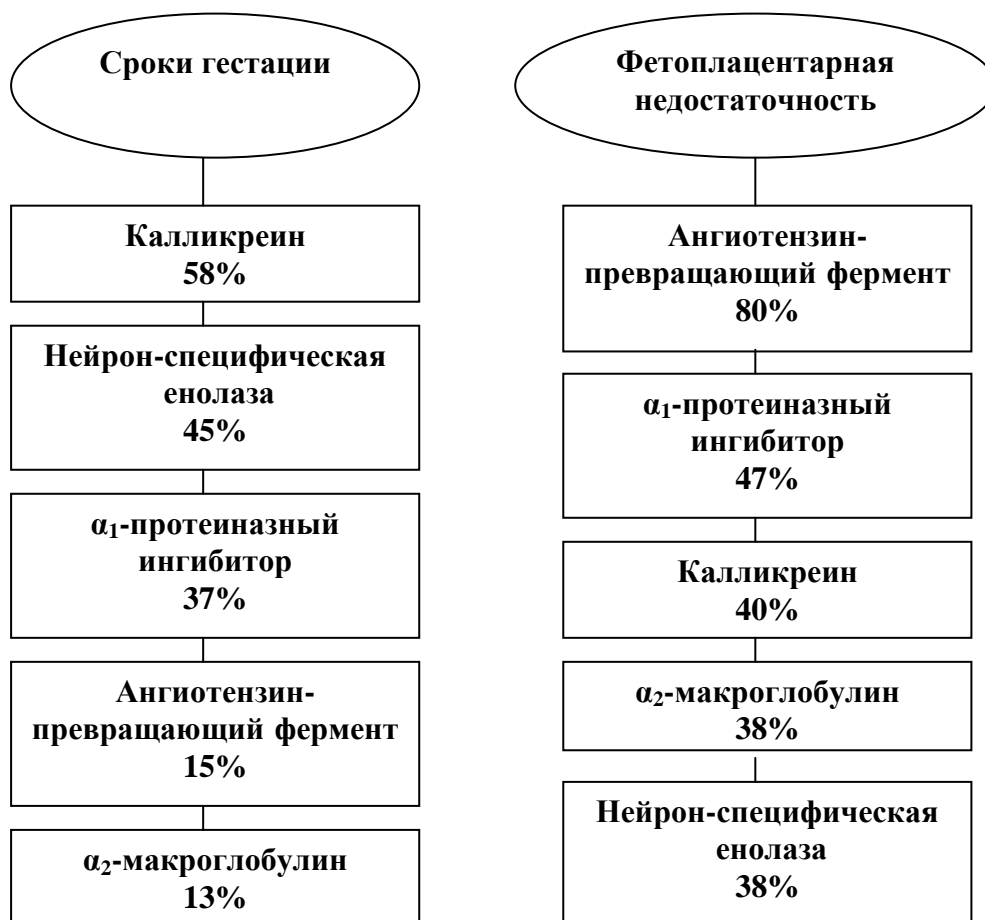 Сроки гестации
Калликреин
58%
Нейрон-специфическая
енолаза
45%
α₁-протеиназный
ингибитор
37%
Ангиотензин-
превращающий фермент
15%
α₂-макроглобулин
13%
Фетоплацентарная
недостаточность
Ангиотензин-
превращающий фермент
80%
α₁-протеиназный
ингибитор
47%
Калликреин
40%
α₂-макроглобулин
38%
Нейрон-специфическая
енолаза
38%